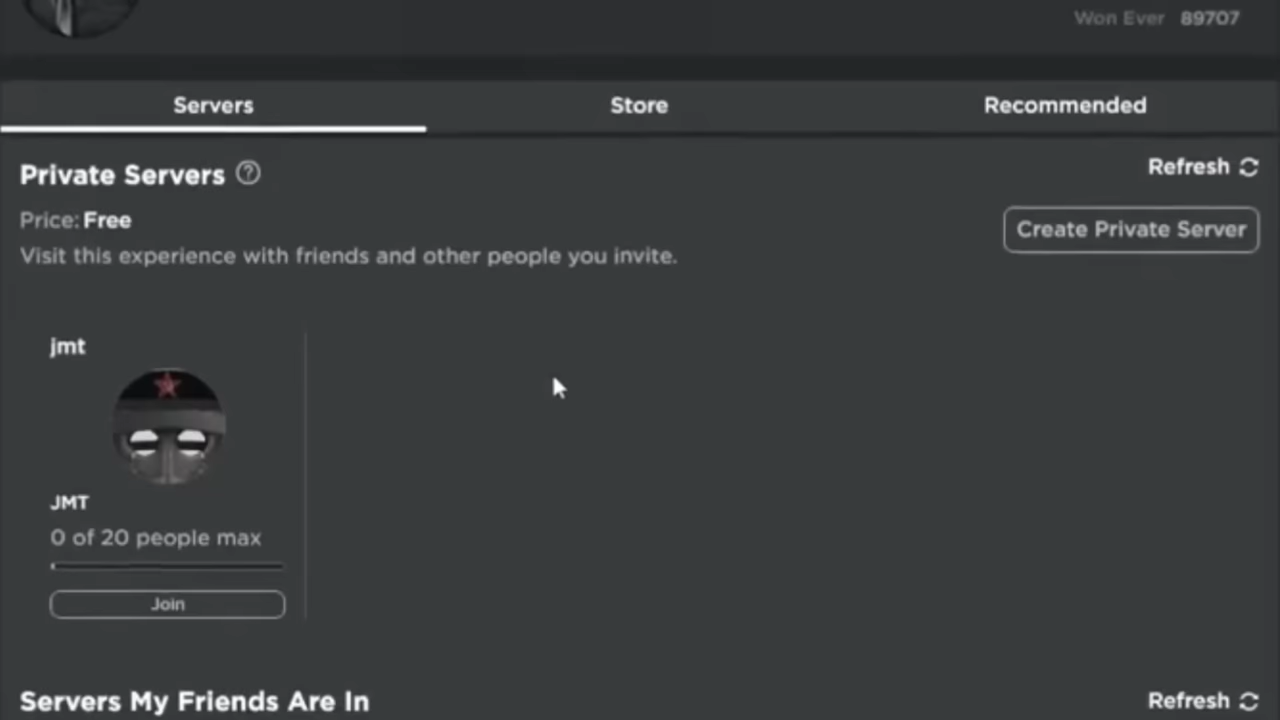 Won Ever 89707
Servers Store Recommended
Private Servers
Refresh
Price: Free
Create Private Server
Visit this experience with friends and other people you invite.
jmt
JMT
0 of 20 people max
Join
Servers My Friends Are In
Refresh